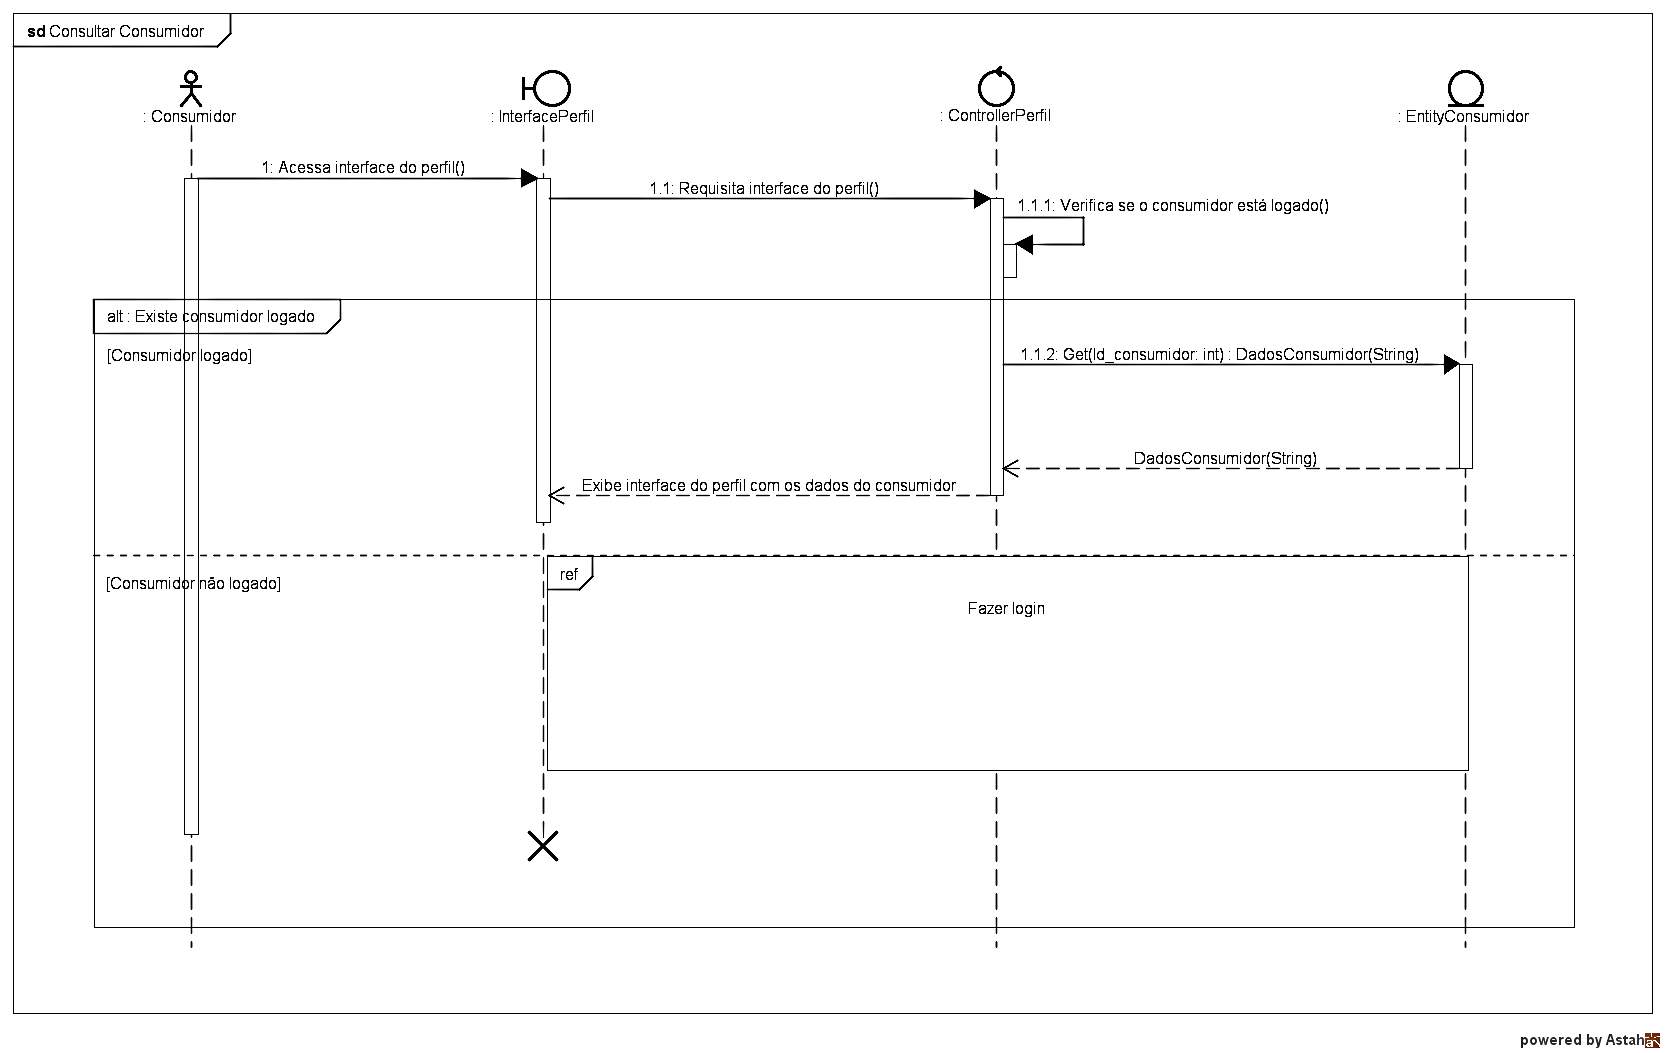 sd Consultar Consumidor
: Consumidor
: InterfacePerfil
: ControllerPerfil
: EntityConsumidor
1: Acessa interface do perfil()
1.1: Requisita interface do perfil()
1.1.1: Verifica se o consumidor está logado()
alt : Existe consumidor logado
[Consumidor logado]
1.1.2: Get(Id_consumidor: int) : DadosConsumidor(String)
DadosConsumidor(String)
Exibe interface do perfil com os dados do consumidor
[Consumidor não logado]
ref
Fazer login
powered by Astah